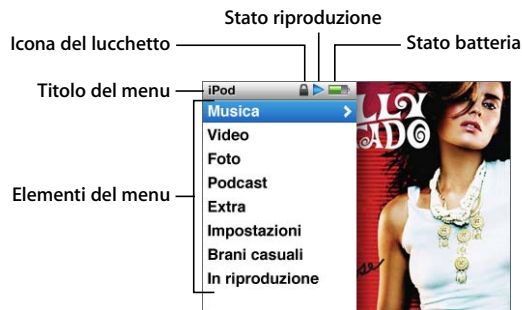 Stato riproduzione
Icona del lucchetto
Stato batteria
Titolo del menu
iPod
Elementi del menu
Musica
Video
Foto
Podcast
Extra
Impostazioni
Brani casuali
In riproduzione